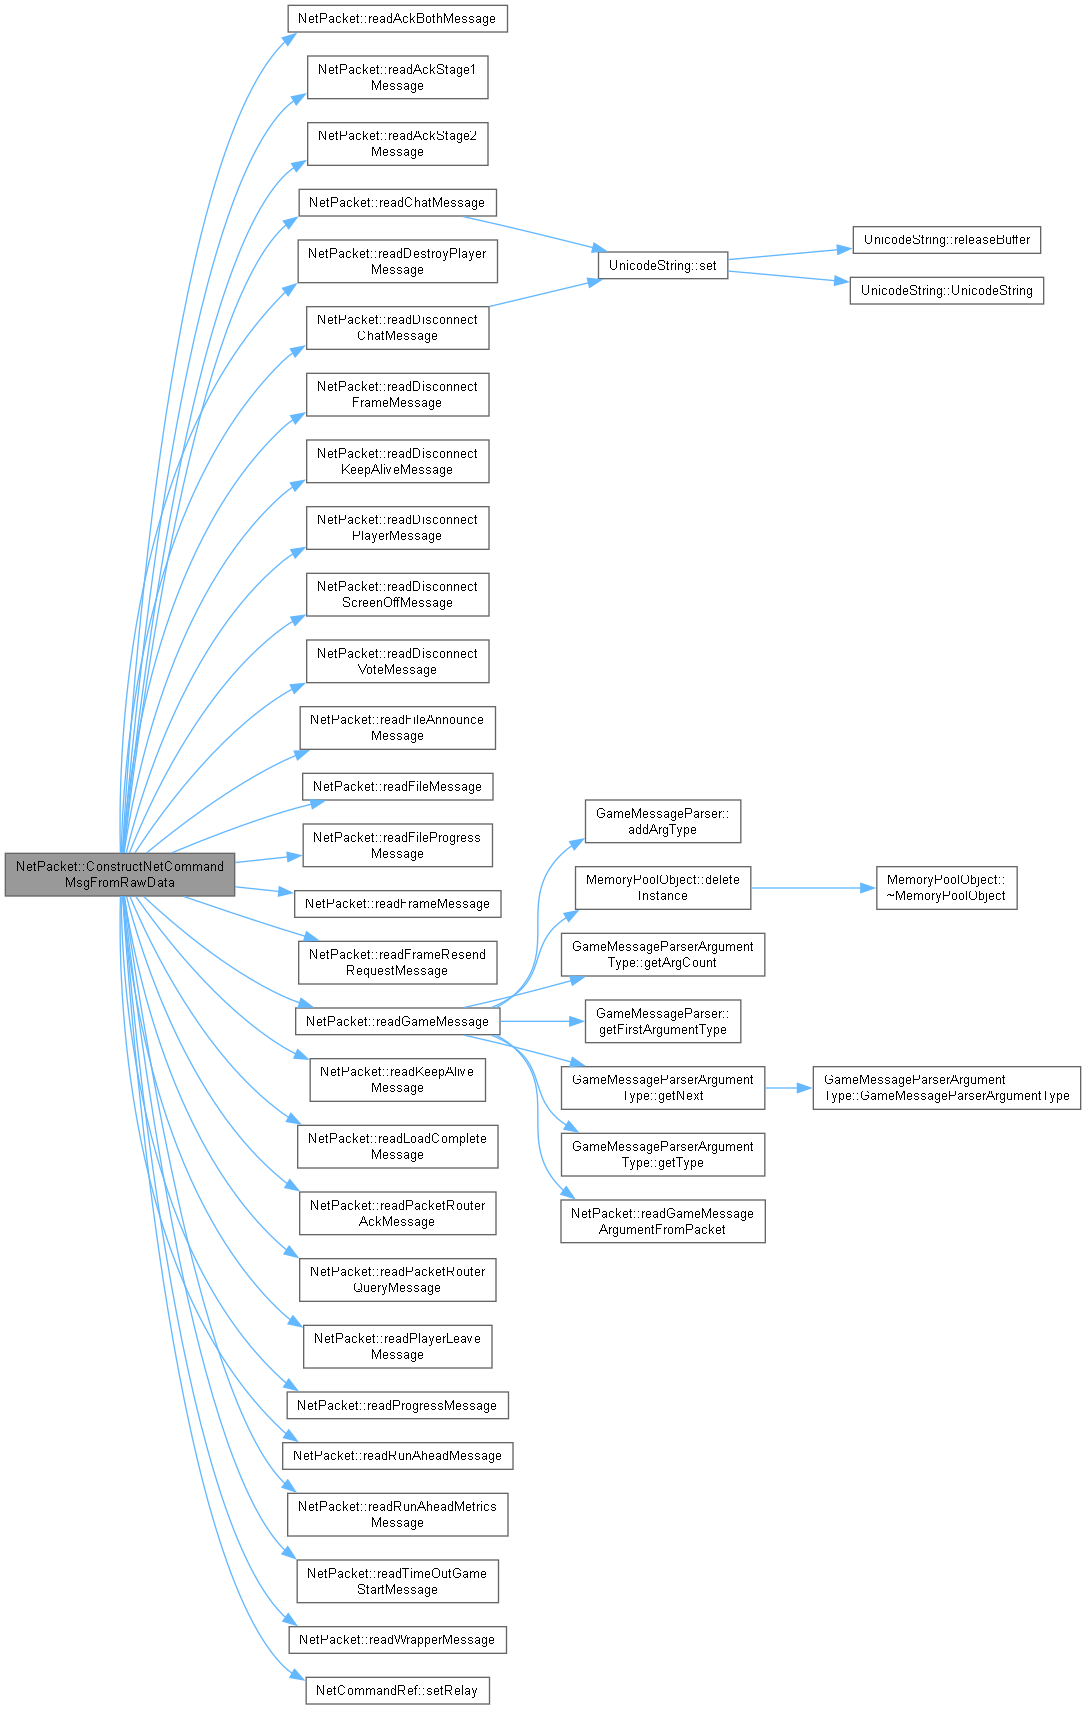 NetPacket::ConstructNetCommand
MsgFromRawData
NetPacket::readAckBothMessage
NetPacket::readAckStage1
Message
NetPacket::readAckStage2
Message
NetPacket::readChatMessage
NetPacket::readDestroyPlayer
Message
NetPacket::readDisconnect
ChatMessage
NetPacket::readDisconnect
FrameMessage
NetPacket::readDisconnect
KeepAliveMessage
NetPacket::readDisconnect
PlayerMessage
NetPacket::readDisconnect
ScreenOffMessage
NetPacket::readDisconnect
VoteMessage
NetPacket::readFileAnnounce
Message
NetPacket::readFileMessage
NetPacket::readFileProgress
Message
NetPacket::readFrameMessage
NetPacket::readFrameResend
RequestMessage
NetPacket::readGameMessage
NetPacket::readKeepAlive
Message
NetPacket::readLoadComplete
Message
NetPacket::readPacketRouter
AckMessage
NetPacket::readPacketRouter
QueryMessage
NetPacket::readPlayerLeave
Message
NetPacket::readProgressMessage
NetPacket::readRunAheadMessage
NetPacket::readRunAheadMetrics
Message
NetPacket::readTimeOutGame
StartMessage
NetPacket::readWrapperMessage
NetCommandRef::setRelay
UnicodeString::set
UnicodeString::releaseBuffer
UnicodeString::UnicodeString
GameMessageParser::
addArgType
MemoryPoolObject::delete
Instance
MemoryPoolObject::
~MemoryPoolObject
GameMessageParserArgument
Type::getArgCount
GameMessageParser::
getFirstArgumentType
GameMessageParserArgument
Type::getNext
GameMessageParserArgument
Type::GameMessageParserArgumentType
GameMessageParserArgument
Type::getType
NetPacket::readGameMessage
ArgumentFromPacket